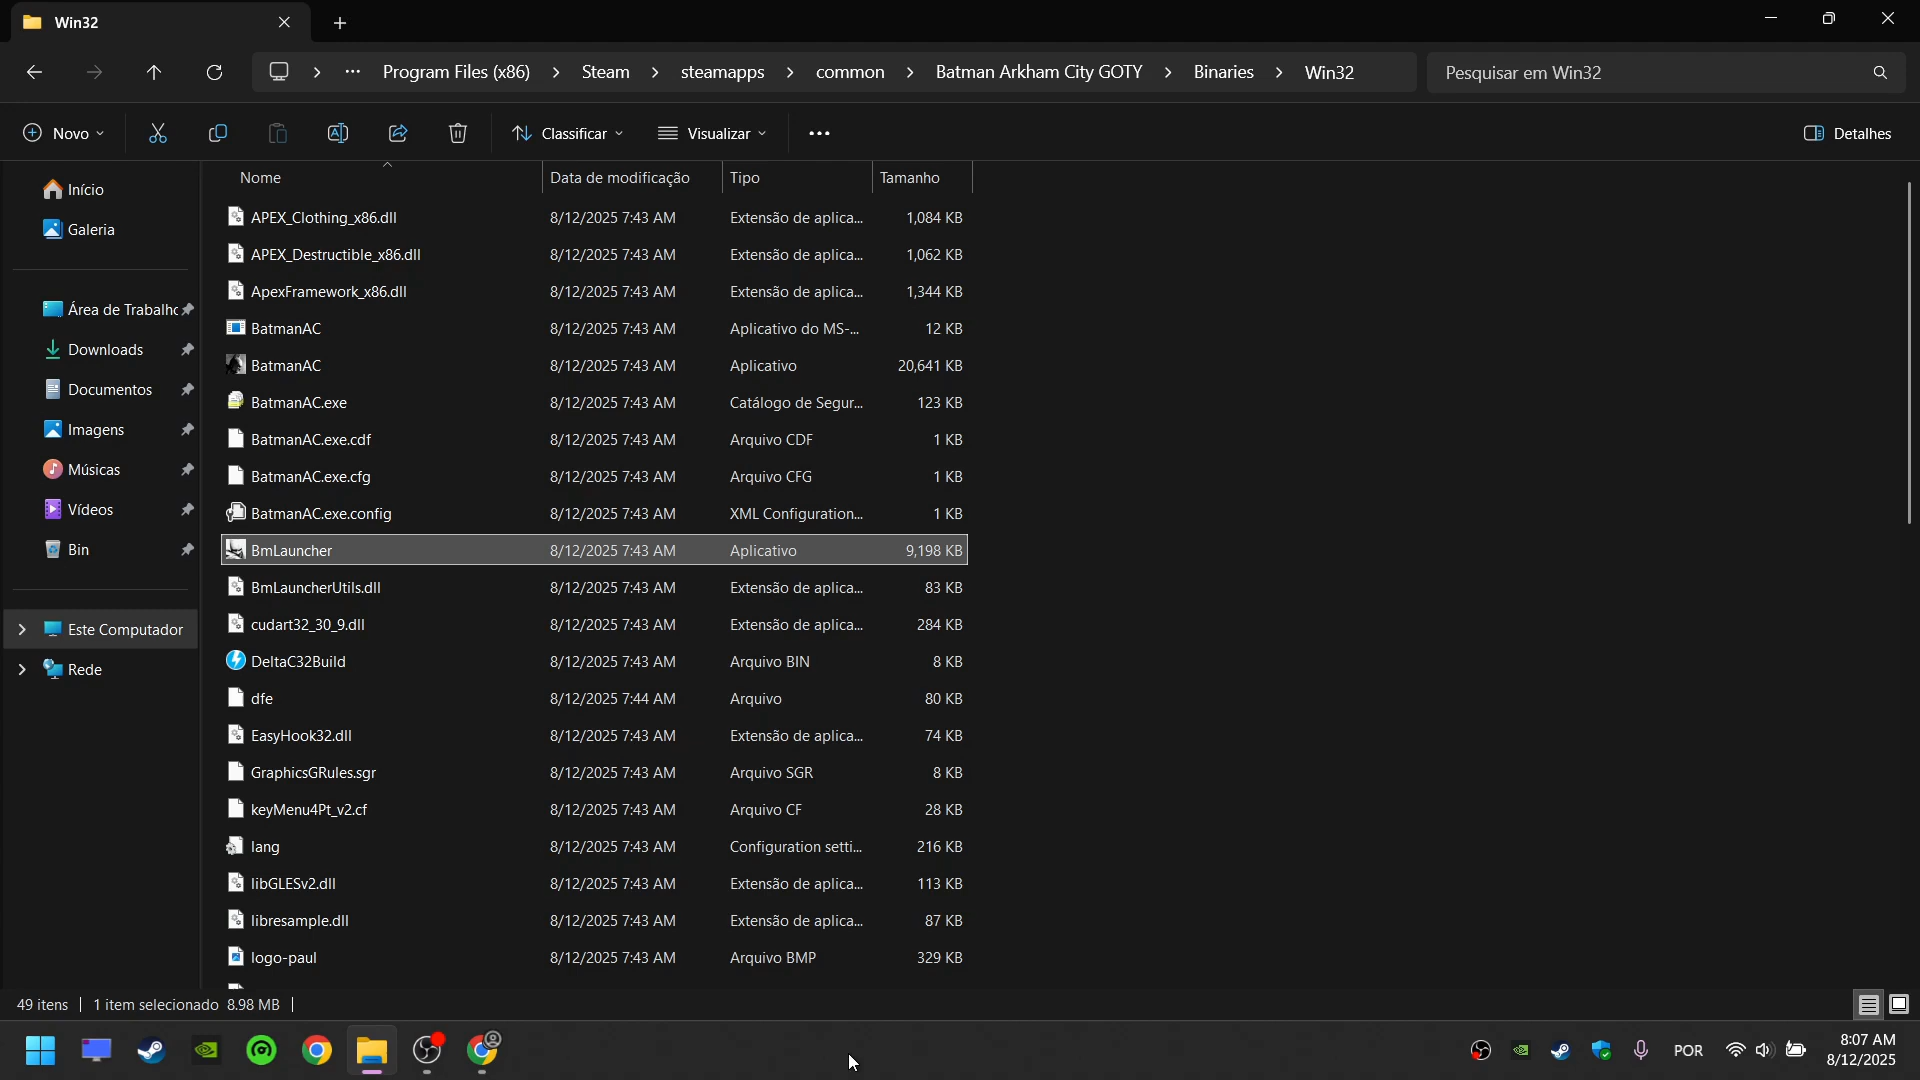 Win32
Program Files (x86) Steam steamapps common Batman Arkham City GOTY Binaries Win32
Pesquisar em Win32
Novo
Classificar
Visualizar
Detalhes
Início
Galeria
Área de Trabalho
Downloads
Documentos
Imagens
Músicas
Vídeos
Bin
Este Computador
Rede
Nome Data de modificação Tipo Tamanho
APEX_Clothing_x86.dll 8/12/2025 7:43 AM Extensão de aplica... 1,084 KB
APEX_Destructible_x86.dll 8/12/2025 7:43 AM Extensão de aplica... 1,062 KB
ApexFramework_x86.dll 8/12/2025 7:43 AM Extensão de aplica... 1,344 KB
BatmanAC 8/12/2025 7:43 AM Aplicativo do MS-... 12 KB
BatmanAC 8/12/2025 7:43 AM Aplicativo 20,641 KB
BatmanAC.exe 8/12/2025 7:43 AM Catálogo de Segur... 123 KB
BatmanAC.exe.cdf 8/12/2025 7:43 AM Arquivo CDF 1 KB
BatmanAC.exe.cfg 8/12/2025 7:43 AM Arquivo CFG 1 KB
BatmanAC.exe.config 8/12/2025 7:43 AM XML Configuration... 1 KB
BmLauncher 8/12/2025 7:43 AM Aplicativo 9,198 KB
BmLauncherUtils.dll 8/12/2025 7:43 AM Extensão de aplica... 83 KB
cudart32_30_9.dll 8/12/2025 7:43 AM Extensão de aplica... 284 KB
DeltaC32Build 8/12/2025 7:43 AM Arquivo BIN 8 KB
dfe 8/12/2025 7:44 AM Arquivo 80 KB
EasyHook32.dll 8/12/2025 7:43 AM Extensão de aplica... 74 KB
GraphicsGRules.sgr 8/12/2025 7:43 AM Arquivo SGR 8 KB
keyMenu4Pt_v2.cf 8/12/2025 7:43 AM Arquivo CF 28 KB
lang 8/12/2025 7:43 AM Configuration setti... 216 KB
libGLESv2.dll 8/12/2025 7:43 AM Extensão de aplica... 113 KB
libresample.dll 8/12/2025 7:43 AM Extensão de aplica... 87 KB
logo-paul 8/12/2025 7:43 AM Arquivo BMP 329 KB
49 itens 1 item selecionado 8.98 MB
POR
8:07 AM
8/12/2025